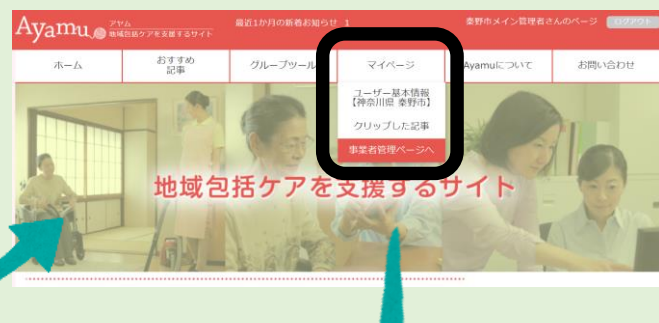 Ayamu アヤム 地域包括ケアを支援するサイト
最近1か月の新着お知らせ 1
秦野市メイン管理者さんのページ ログアウト
ホーム
おすすめ
記事
グループツール
マイページ
Ayamuについて
お問い合わせ
ユーザー基本情報
【神奈川県 秦野市】
クリップした記事
事業者管理ページへ
地域包括ケアを支援するサイト